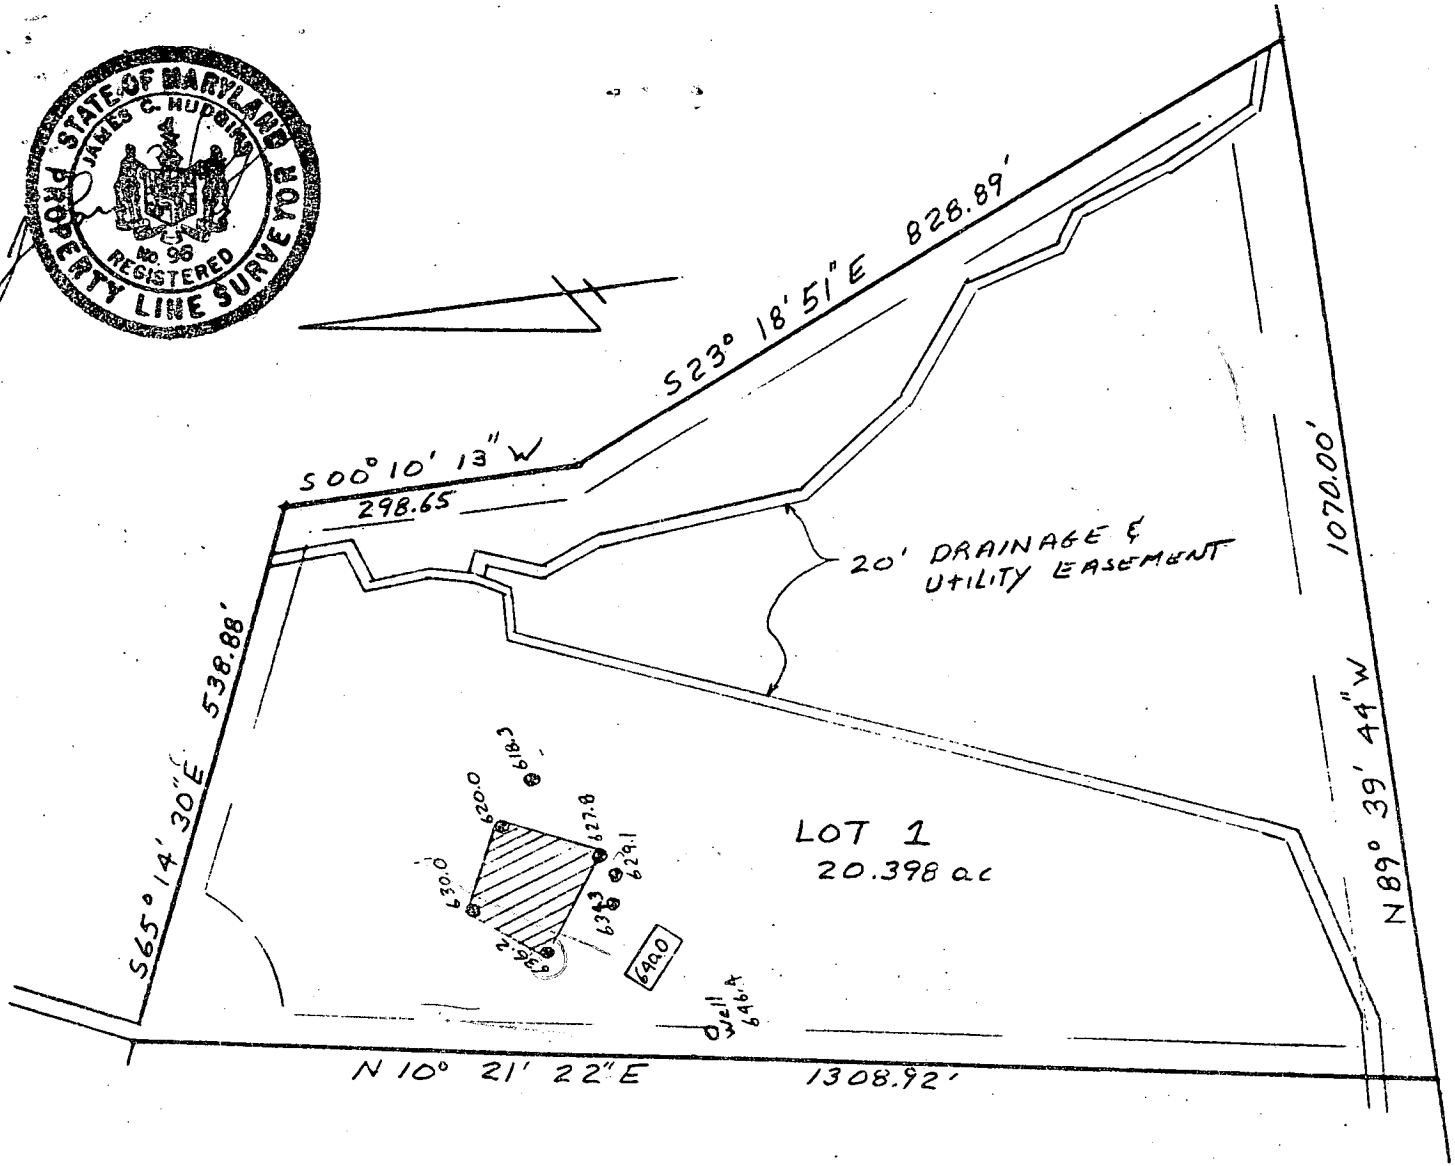 STATE OF MARYLAND
PROPERTY LINE SURVEYOR
JAMES C. HUDGINS
No. 98
REGISTERED
N
828.89'
S23° 18' 51" E
S00° 10' 13" W
298.65
1070.00'
N 89° 39' 44" W
20' DRAINAGE &
UTILITY EASEMENT
538.88'
S65° 14' 30" E
618.3
620.0
627.8
629.1
630.0
636.2
640.0
LOT 1
20.398 ac
Well
646.4
N 10° 21' 22" E
1308.92'